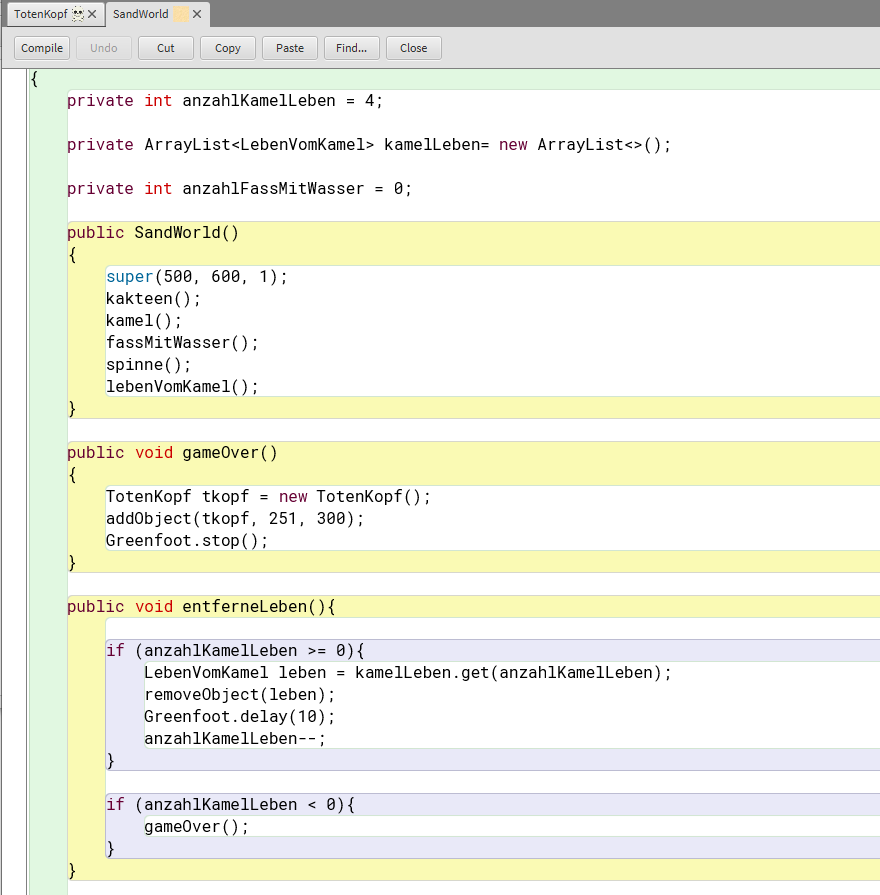 TotenKopf
SandWorld
Compile Undo Cut Copy Paste Find... Close
{
private int anzahlKamelLeben = 4;
private ArrayList<LebenVomKamel> kamelLeben= new ArrayList<>();
private int anzahlFassMitWasser = 0;
public SandWorld()
{
super(500, 600, 1);
kakteen();
kamel();
fassMitWasser();
spinne();
lebenVomKamel();
}
public void gameOver()
{
TotenKopf tkopf = new TotenKopf();
addObject(tkopf, 251, 300);
Greenfoot.stop();
}
public void entferneLeben(){
if (anzahlKamelLeben >= 0){
LebenVomKamel leben = kamelLeben.get(anzahlKamelLeben);
removeObject(leben);
Greenfoot.delay(10);
anzahlKamelLeben--;
}
if (anzahlKamelLeben < 0){
gameOver();
}
}